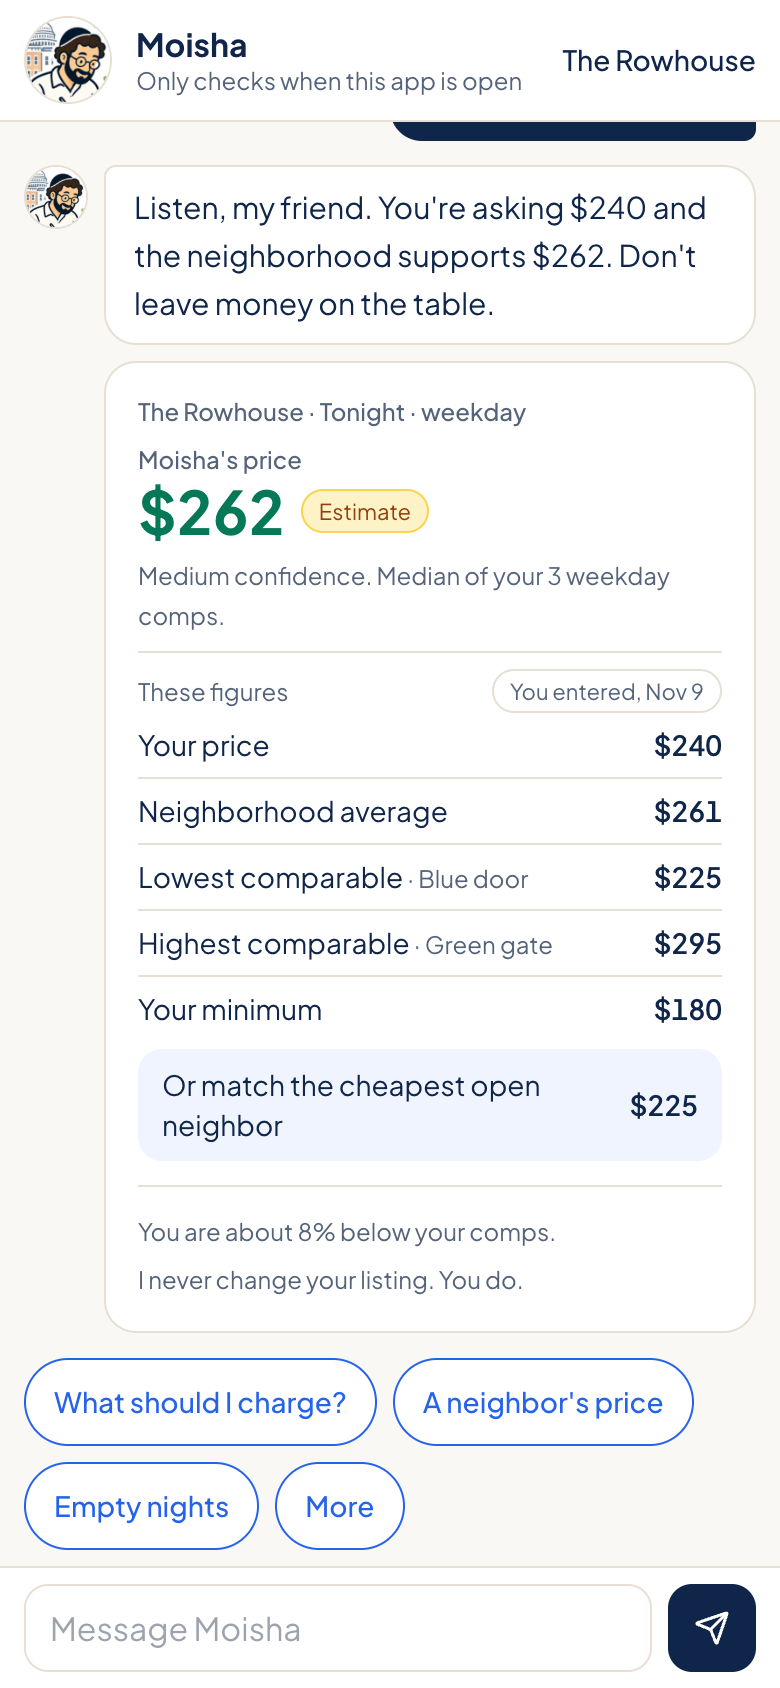 Moisha
Only checks when this app is open
The Rowhouse
Listen, my friend. You're asking $240 and
the neighborhood supports $262. Don't
leave money on the table.
The Rowhouse · Tonight · weekday
Moisha's price
$262 Estimate
Medium confidence. Median of your 3 weekday
comps.
These figures You entered, Nov 9
Your price $240
Neighborhood average $261
Lowest comparable · Blue door $225
Highest comparable · Green gate $295
Your minimum $180
Or match the cheapest open
neighbor
$225
You are about 8% below your comps.
I never change your listing. You do.
What should I charge? A neighbor's price
Empty nights More
Message Moisha